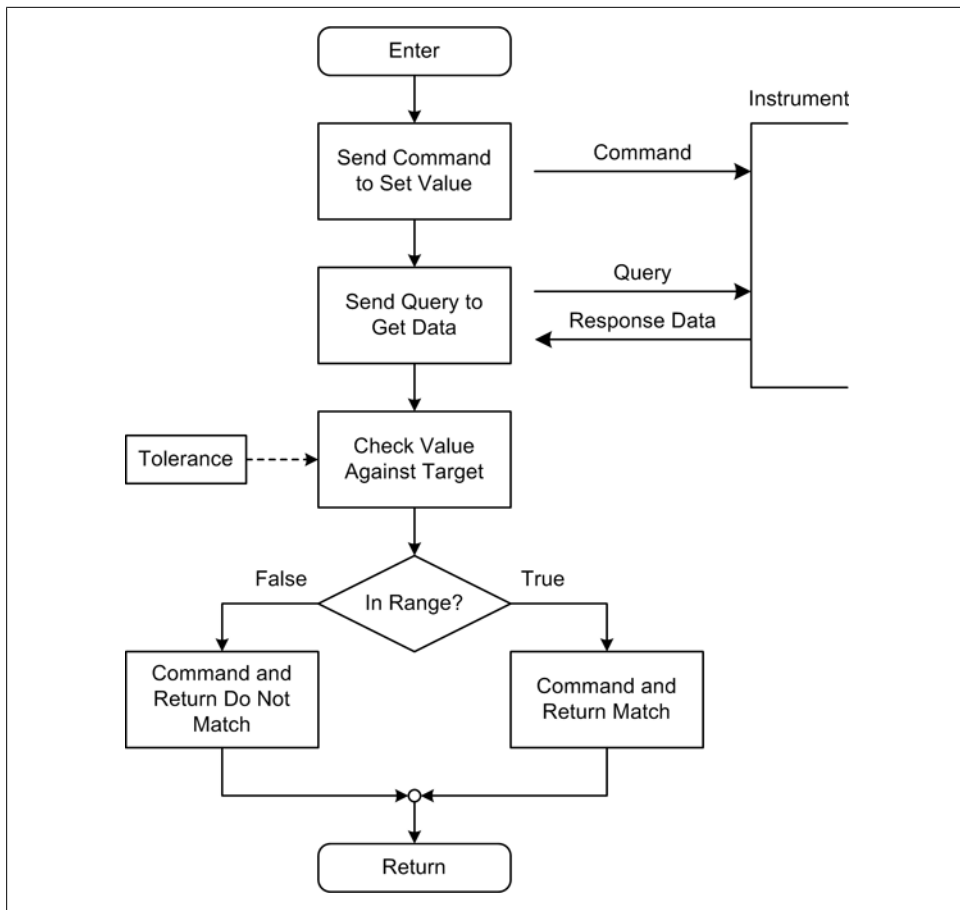 Enter
Instrument
Send Command
to Set Value
Command
Send Query to
Get Data
Query
Response Data
Tolerance
Check Value
Against Target
False
In Range?
True
Command and
Return Do Not
Match
Command and
Return Match
Return